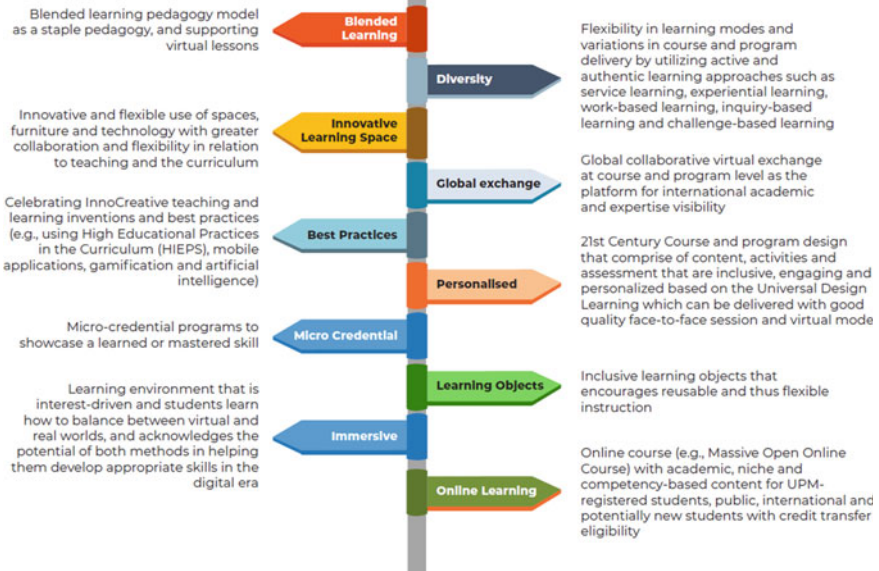 Blended learning pedagogy model
as a staple pedagogy, and supporting
virtual lessons
Blended
Learning
Diversity
Flexibility in learning modes and
variations in course and program
delivery by utilizing active and
authentic learning approaches such as
service learning, experiential learning,
work-based learning, inquiry-based
learning and challenge-based learning
Innovative and flexible use of spaces,
furniture and technology with greater
collaboration and flexibility in relation
to teaching and the curriculum
Innovative
Learning Space
Global exchange
Global collaborative virtual exchange
at course and program level as the
platform for international academic
and expertise visibility
Celebrating InnoCreative teaching and
learning inventions and best practices
(e.g., using High Educational Practices
in the Curriculum (HIEPS), mobile
applications, gamification and artificial
intelligence)
Best Practices
Personalised
21st Century Course and program design
that comprise of content, activities and
assessment that are inclusive, engaging and
personalized based on the Universal Design
Learning which can be delivered with good
quality face-to-face session and virtual mode
Micro-credential programs to
showcase a learned or mastered skill
Micro Credential
Learning Objects
Inclusive learning objects that
encourages reusable and thus flexible
instruction
Learning environment that is
interest-driven and students learn
how to balance between virtual and
real worlds, and acknowledges the
potential of both methods in helping
them develop appropriate skills in the
digital era
Immersive
Online Learning
Online course (e.g., Massive Open Online
Course) with academic, niche and
competency-based content for UPM-
registered students, public, international and
potentially new students with credit transfer
eligibility